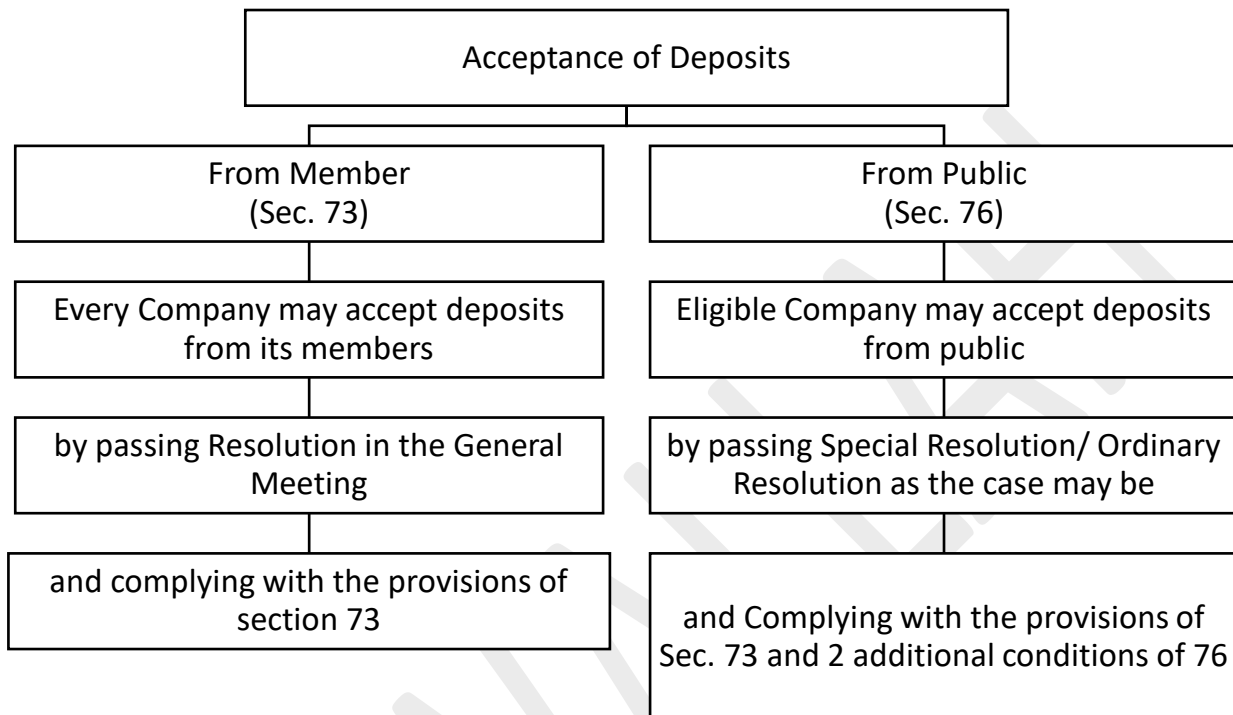 Acceptance of Deposits
From Member
(Sec. 73)
Every Company may accept deposits
from its members
by passing Resolution in the General
Meeting
and complying with the provisions of
section 73
From Public
(Sec. 76)
Eligible Company may accept deposits
from public
by passing Special Resolution/ Ordinary
Resolution as the case may be
and Complying with the provisions of
Sec. 73 and 2 additional conditions of 76